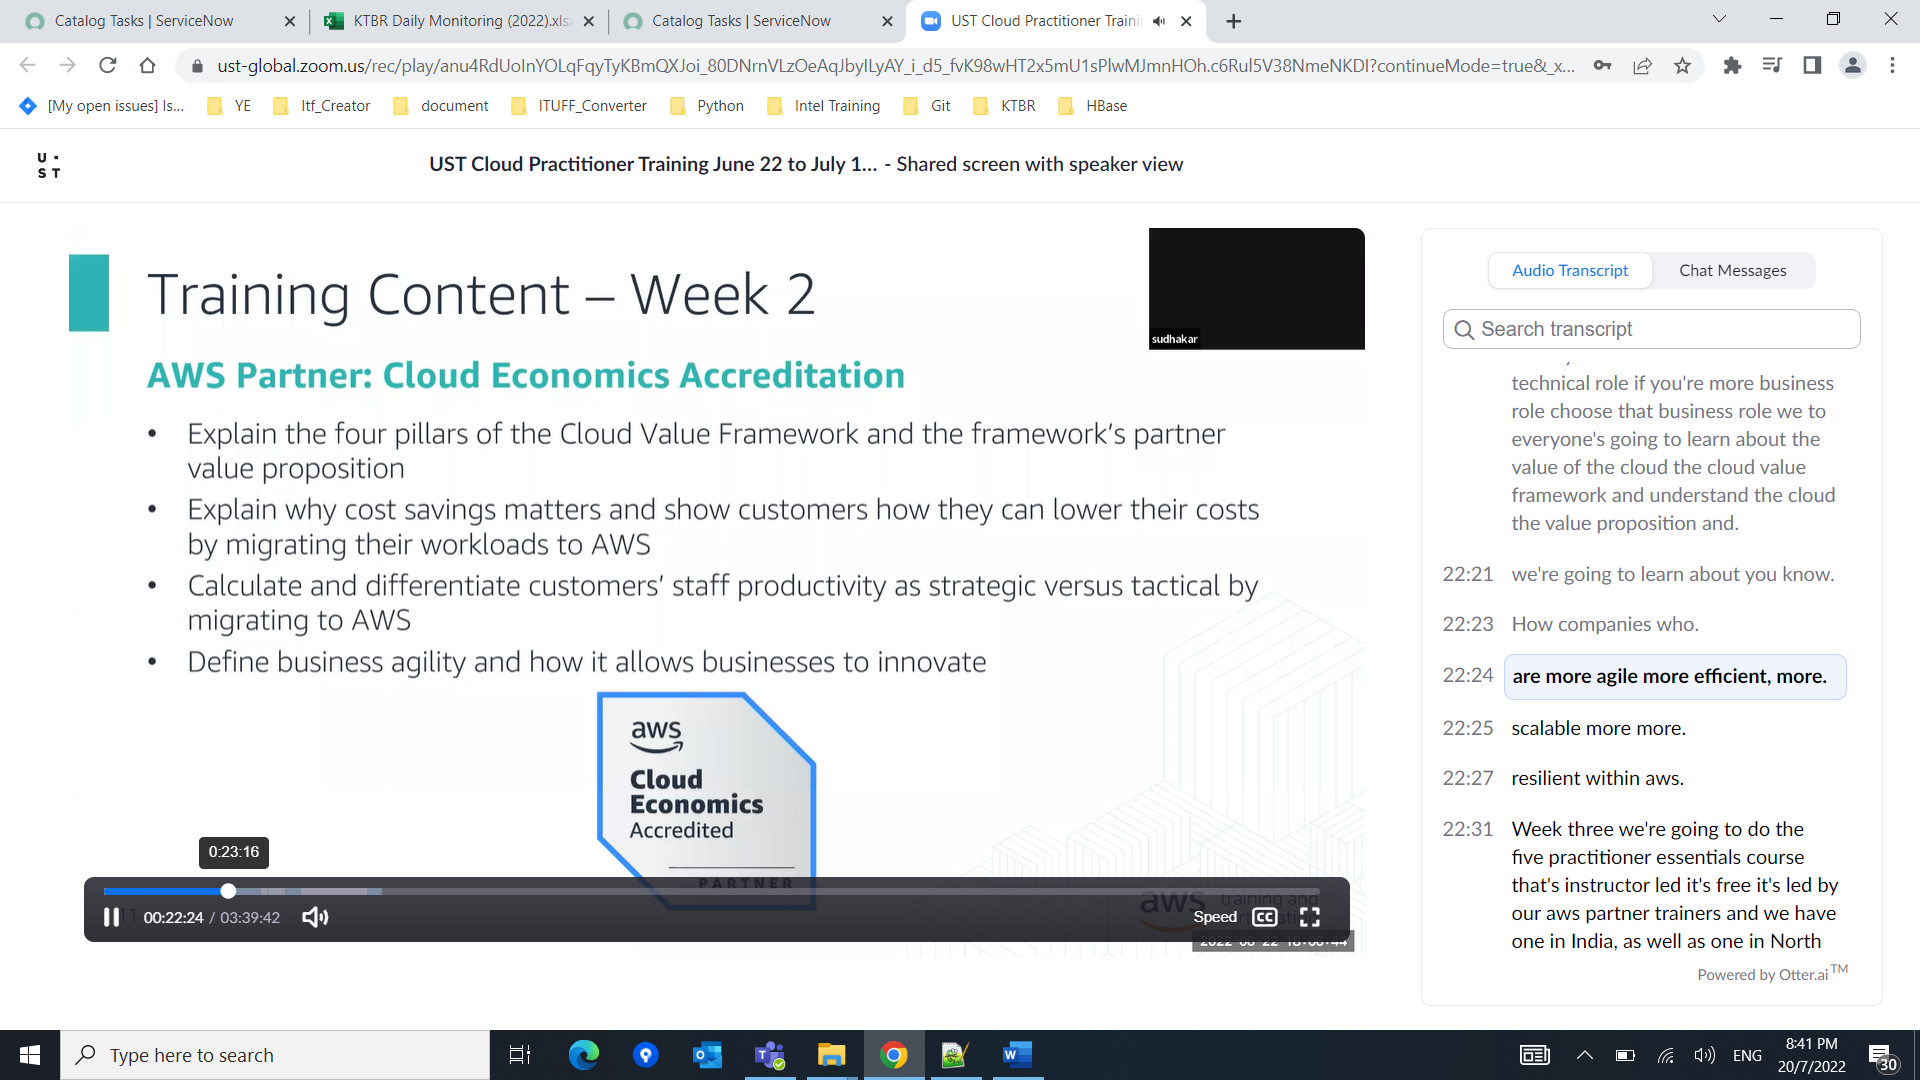 Catalog Tasks | ServiceNow
KTBR Daily Monitoring (2022).xls
Catalog Tasks | ServiceNow
UST Cloud Practitioner Traini
ust-global.zoom.us/rec/play/anu4RdUoInYOLqFqyTyKBmQXJoi_80DNrnVLzOeAqJbyILyAY_i_d5_fvK98wHT2x5mU1sPlwMJmnHOh.c6Rul5V38NmeNKDI?continueMode=true&_x...
[My open issues] Is...
YE
Itf_Creator
document
ITUFF_Converter
Python
Intel Training
Git
KTBR
HBase
U·
ST
UST Cloud Practitioner Training June 22 to July 1... - Shared screen with speaker view
Training Content – Week 2
sudhakar
AWS Partner: Cloud Economics Accreditation
• Explain the four pillars of the Cloud Value Framework and the framework’s partner
value proposition
• Explain why cost savings matters and show customers how they can lower their costs
by migrating their workloads to AWS
• Calculate and differentiate customers’ staff productivity as strategic versus tactical by
migrating to AWS
• Define business agility and how it allows businesses to innovate
aws
Cloud
Economics
Accredited
PARTNER
0:23:16
00:22:24 / 03:39:42
Speed
CC
aws training and
Audio Transcript
Chat Messages
Search transcript
technical role if you're more business
role choose that business role we to
everyone's going to learn about the
value of the cloud the cloud value
framework and understand the cloud
the value proposition and.
22:21 we're going to learn about you know.
22:23 How companies who.
22:24 are more agile more efficient, more.
22:25 scalable more more.
22:27 resilient within aws.
22:31 Week three we're going to do the
five practitioner essentials course
that's instructor led it's free it's led by
our aws partner trainers and we have
one in India, as well as one in North
Powered by Otter.ai™
Type here to search
ENG
8:41 PM
20/7/2022
30